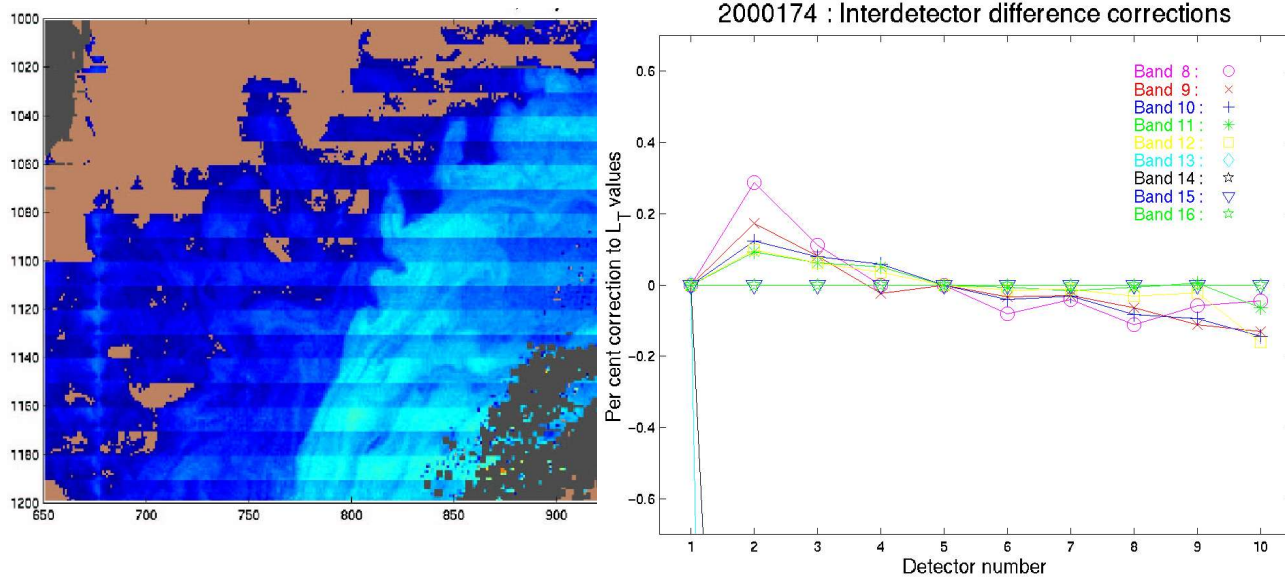 1000
1020
1040
1060
1080
1100
1120
1140
1160
1180
1200
650 700 750 800 850 900
2000174 : Interdetector difference corrections
Per cent correction to L_T values
0.6
0.4
0.2
0
-0.2
-0.4
-0.6
Band 8 :
Band 9 :
Band 10 :
Band 11 :
Band 12 :
Band 13 :
Band 14 :
Band 15 :
Band 16 :
1 2 3 4 5 6 7 8 9 10
Detector number